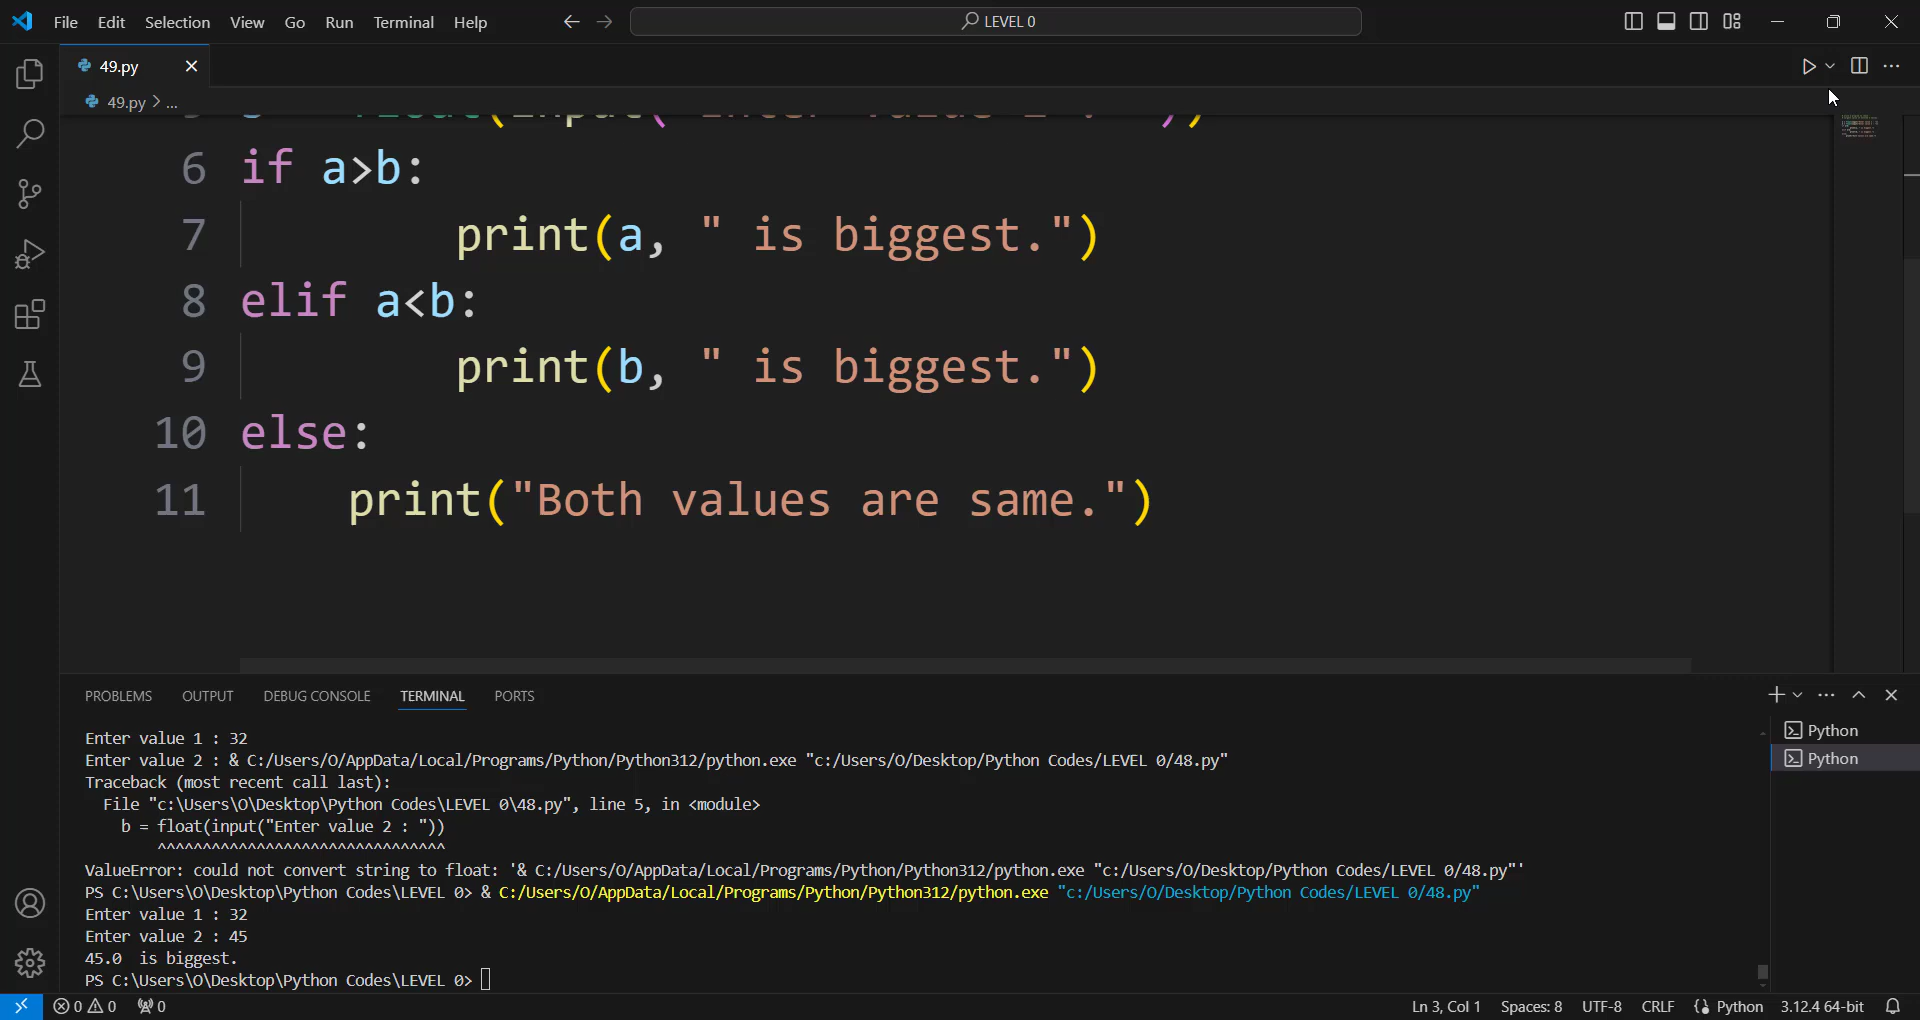 File Edit Selection View Go Run Terminal Help LEVEL 0
49.py
49.py > ...
6 if a>b:
7 print(a, " is biggest.")
8 elif a<b:
9 print(b, " is biggest.")
10 else:
11 print("Both values are same.")
PROBLEMS OUTPUT DEBUG CONSOLE TERMINAL PORTS
Enter value 1 : 32
Enter value 2 : & C:/Users/O/AppData/Local/Programs/Python/Python312/python.exe "c:/Users/O/Desktop/Python Codes/LEVEL 0/48.py"
Traceback (most recent call last):
File "c:\Users\O\Desktop\Python Codes\LEVEL 0\48.py", line 5, in <module>
b = float(input("Enter value 2 : "))
^^^^^^^^^^^^^^^^^^^^^^^^^^^^^^^^
ValueError: could not convert string to float: '& C:/Users/O/AppData/Local/Programs/Python/Python312/python.exe "c:/Users/O/Desktop/Python Codes/LEVEL 0/48.py"'
PS C:\Users\O\Desktop\Python Codes\LEVEL 0> & C:/Users/O/AppData/Local/Programs/Python/Python312/python.exe "c:/Users/O/Desktop/Python Codes/LEVEL 0/48.py"
Enter value 1 : 32
Enter value 2 : 45
45.0  is biggest.
PS C:\Users\O\Desktop\Python Codes\LEVEL 0>
Python
Python
0 0 0 Ln 3, Col 1 Spaces: 8 UTF-8 CRLF Python 3.12.4 64-bit